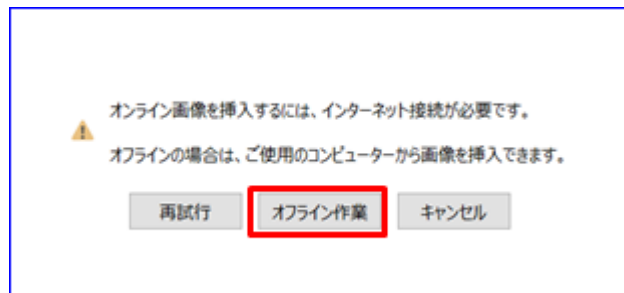 オンライン画像を挿入するには、インターネット接続が必要です。
オフラインの場合は、ご使用のコンピューターから画像を挿入できます。
再試行 オフライン作業 キャンセル